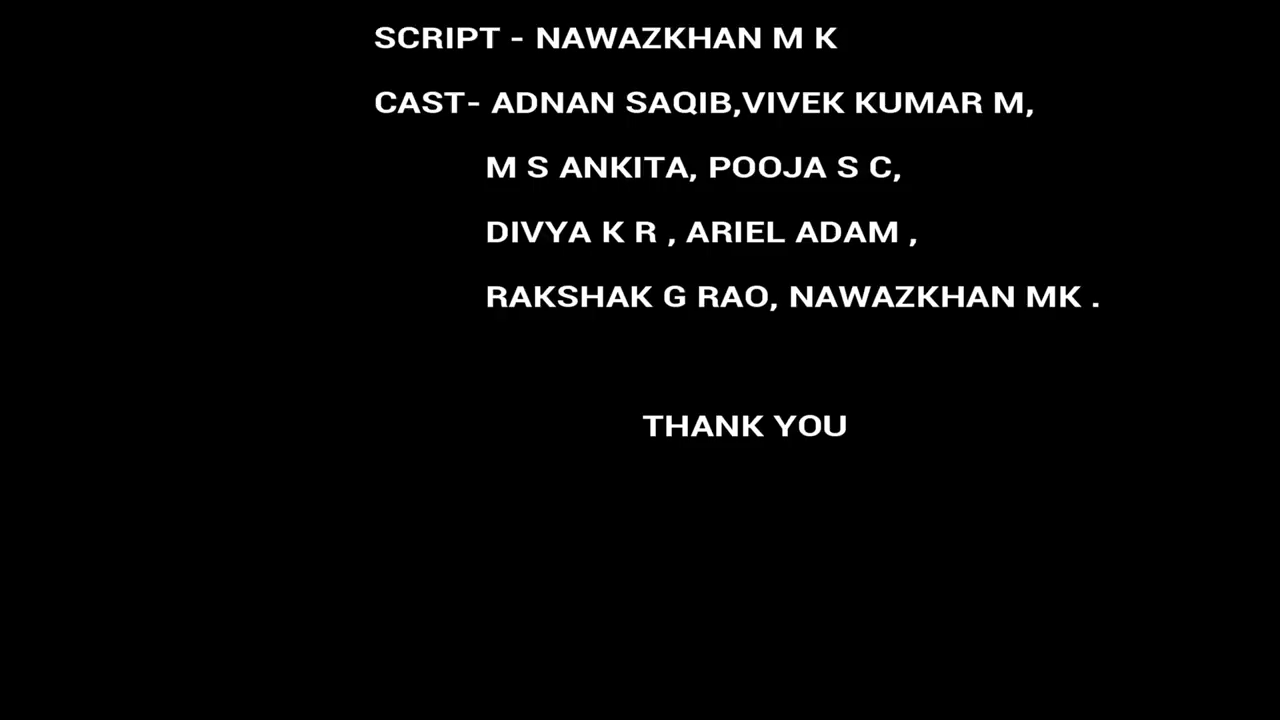 SCRIPT - NAWAZKHAN M K
CAST- ADNAN SAQIB,VIVEK KUMAR M,
M S ANKITA, POOJA S C,
DIVYA K R , ARIEL ADAM ,
RAKSHAK G RAO, NAWAZKHAN MK .
THANK YOU